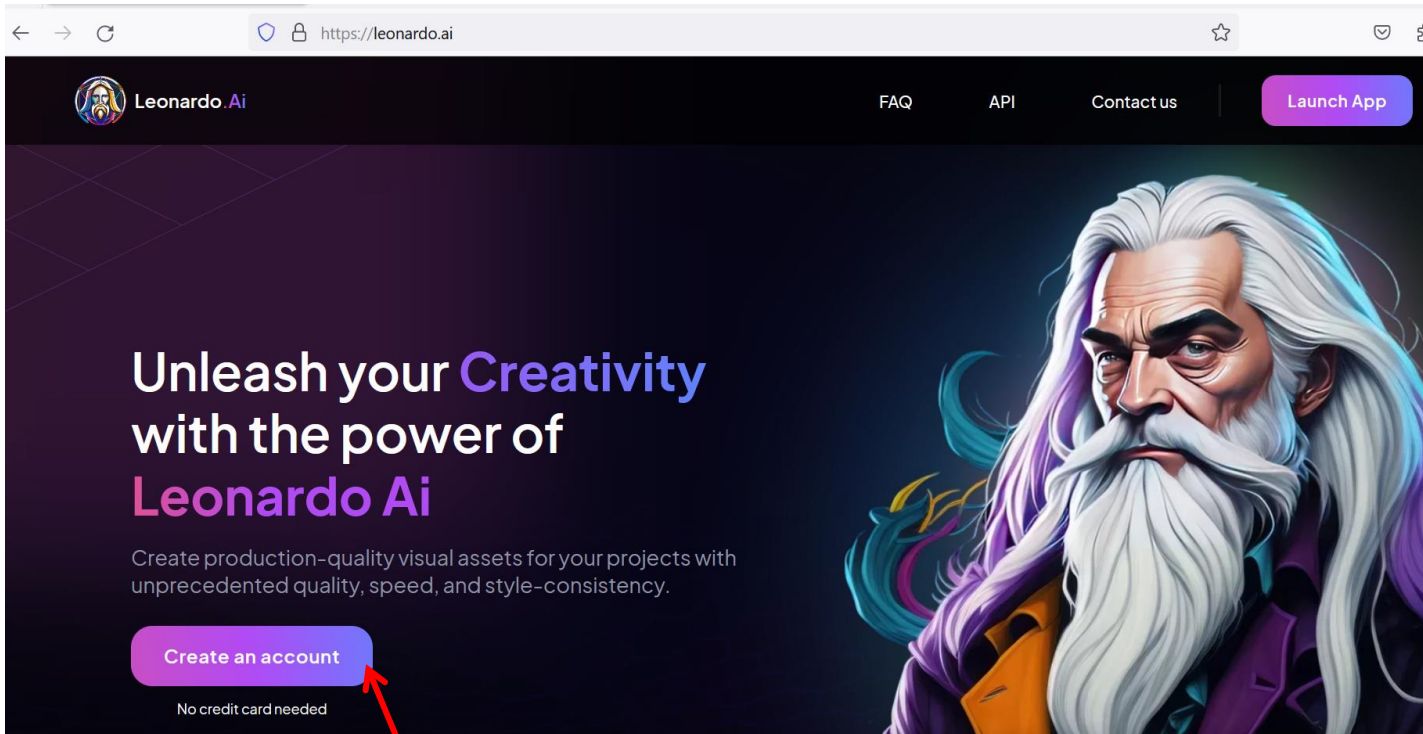 https://leonardo.ai
Leonardo.Ai
FAQ
API
Contact us
Launch App
Unleash your Creativity
with the power of
Leonardo Ai
Create production-quality visual assets for your projects with
unprecedented quality, speed, and style-consistency.
Create an account
No credit card needed